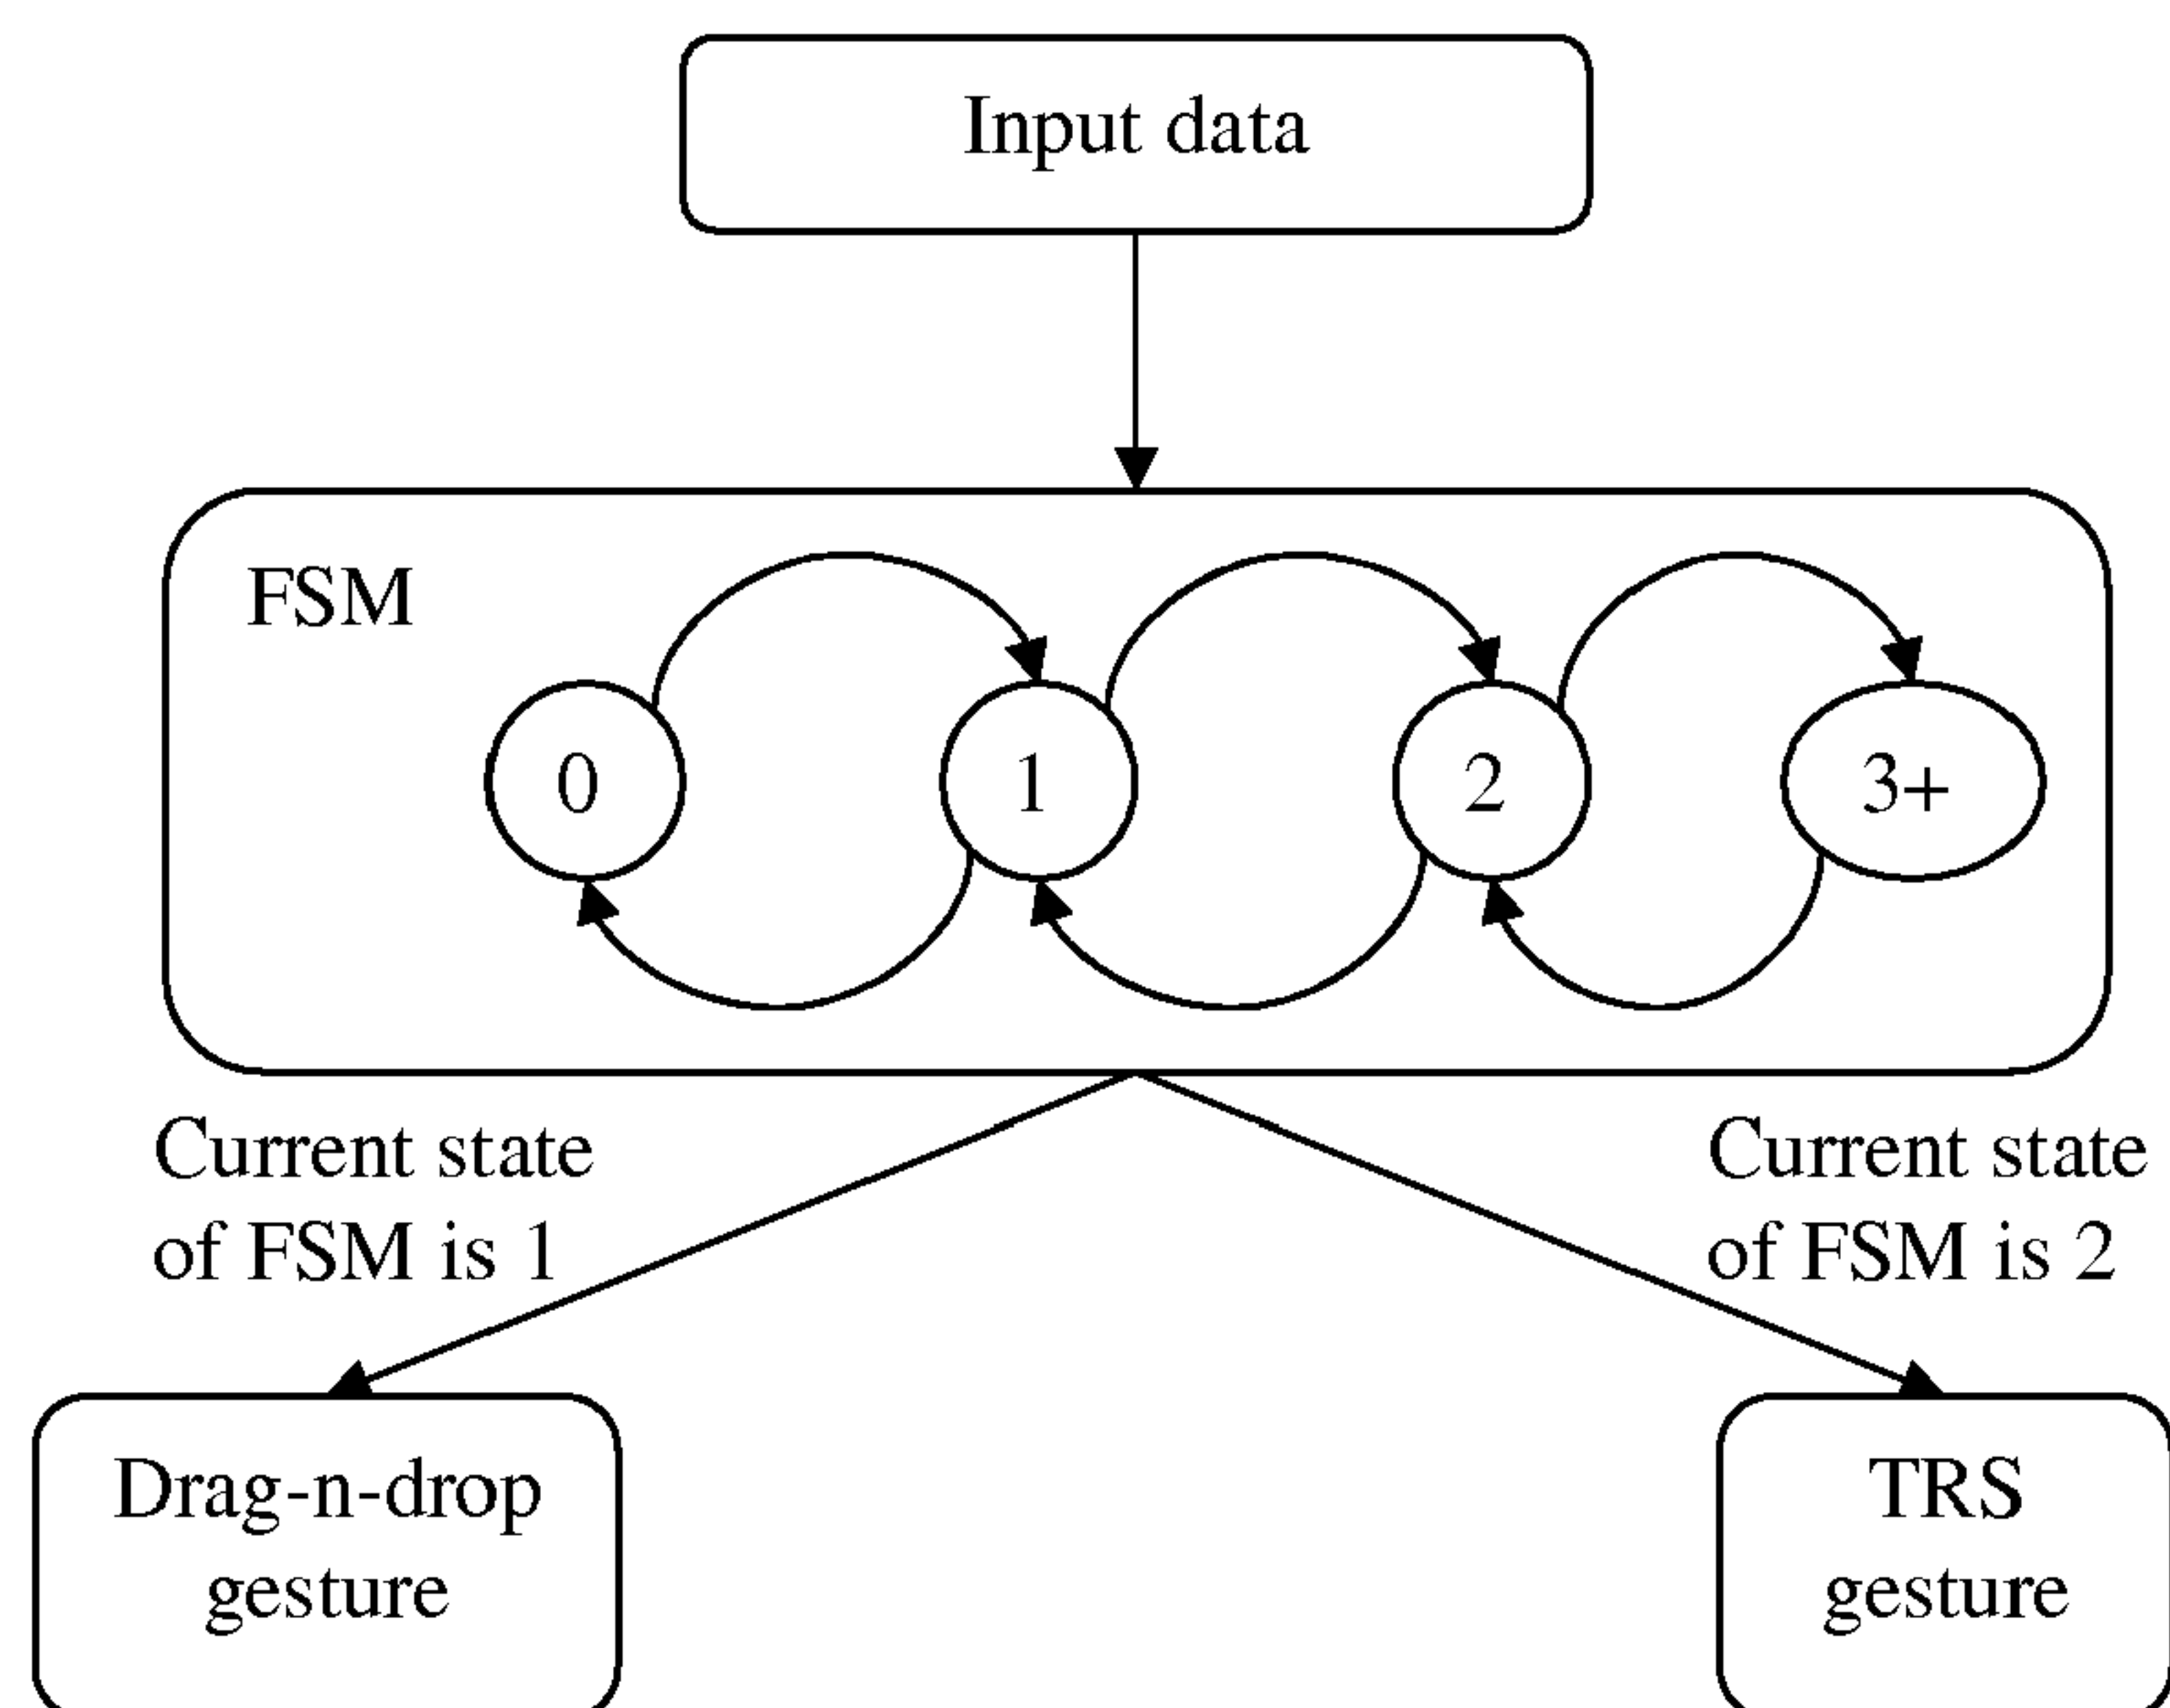 Input data
FSM
0
1
2
3+
Current state
of FSM is 1
Current state
of FSM is 2
Drag-n-drop
gesture
TRS
gesture